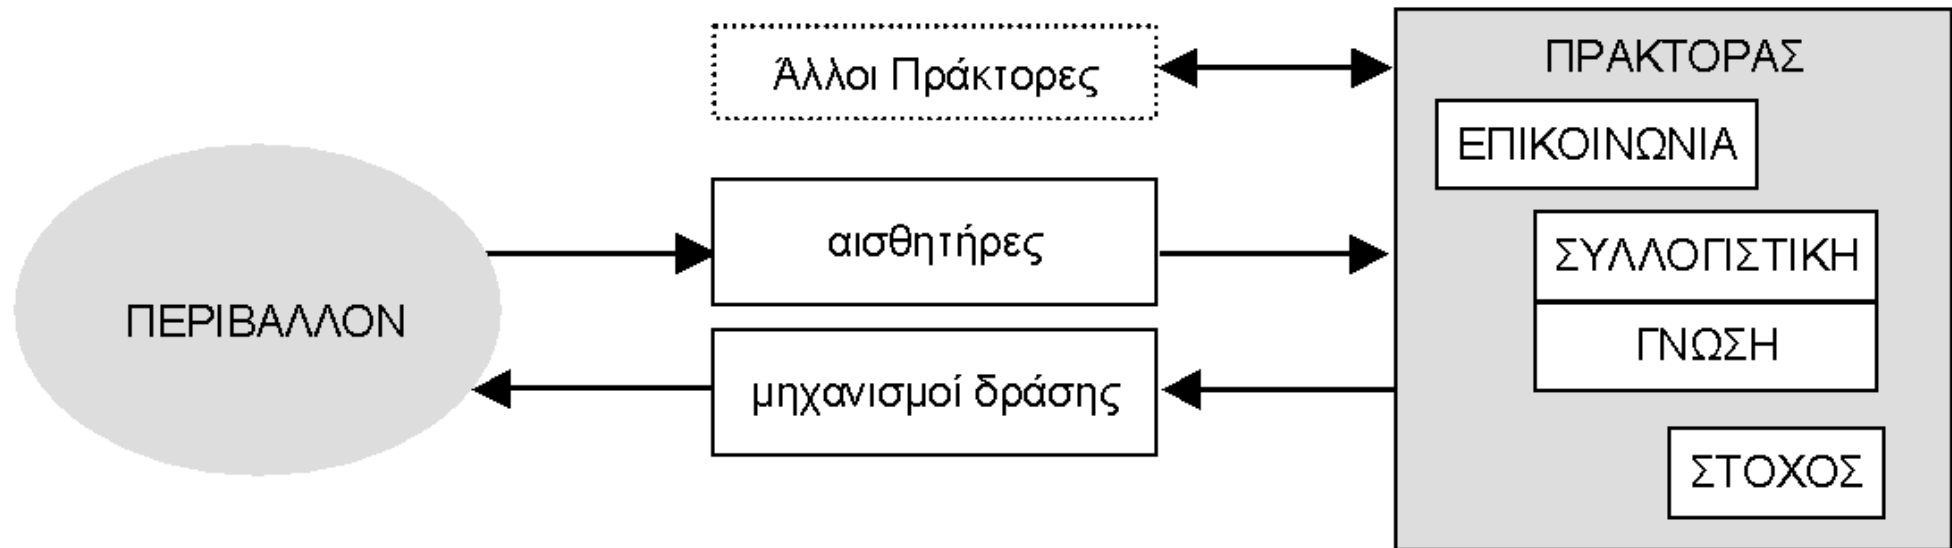 Άλλοι Πράκτορες
ΠΡΑΚΤΟΡΑΣ
ΕΠΙΚΟΙΝΩΝΙΑ
αισθητήρες
ΣΥΛΛΟΓΙΣΤΙΚΗ
ΠΕΡΙΒΑΛΛΟΝ
ΓΝΩΣΗ
μηχανισμοί δράσης
ΣΤΟΧΟΣ